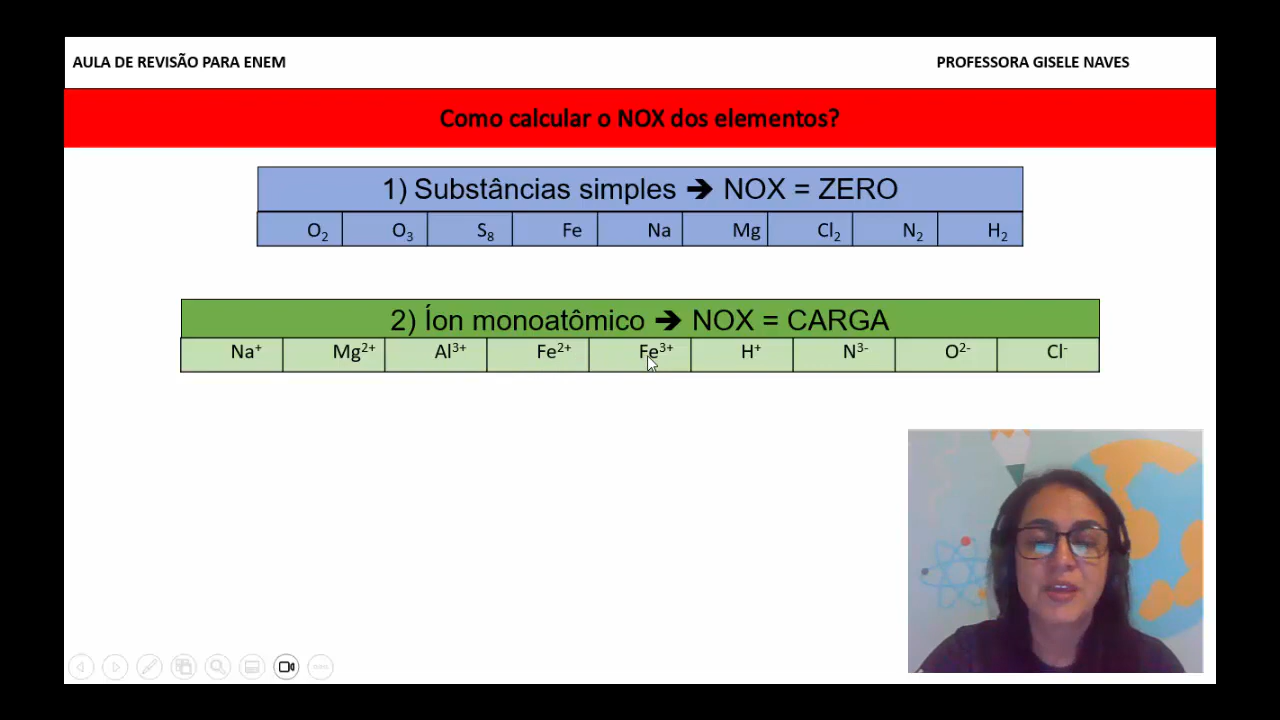 AULA DE REVISÃO PARA ENEM
PROFESSORA GISELE NAVES
Como calcular o NOX dos elementos?
1) Substâncias simples ➔ NOX = ZERO
O₂ O₃ S₈ Fe Na Mg Cl₂ N₂ H₂
2) Íon monoatômico ➔ NOX = CARGA
Na⁺ Mg²⁺ Al³⁺ Fe²⁺ Fe³⁺ H⁺ N³⁻ O²⁻ Cl⁻